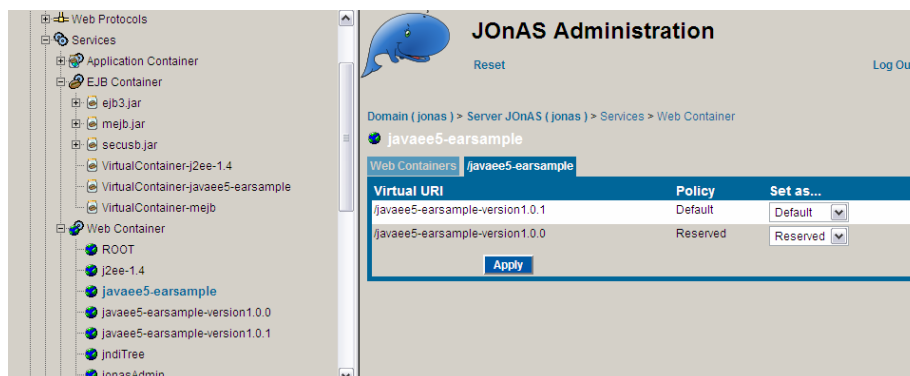 Web Protocols
Services
Application Container
EJB Container
ejb3.jar
mejb.jar
secusb.jar
VirtualContainer-j2ee-1.4
VirtualContainer-javaee5-earsample
VirtualContainer-mejb
Web Container
ROOT
j2ee-1.4
javaee5-earsample
javaee5-earsample-version1.0.0
javaee5-earsample-version1.0.1
jndiTree
jonasAdmin
JOnAS Administration
Reset
Log Ou
Domain ( jonas ) > Server JOnAS ( jonas ) > Services > Web Container
javaee5-earsample
Web Containers /javaee5-earsample
Virtual URI Policy Set as...
/javaee5-earsample-version1.0.1 Default Default
/javaee5-earsample-version1.0.0 Reserved Reserved
Apply